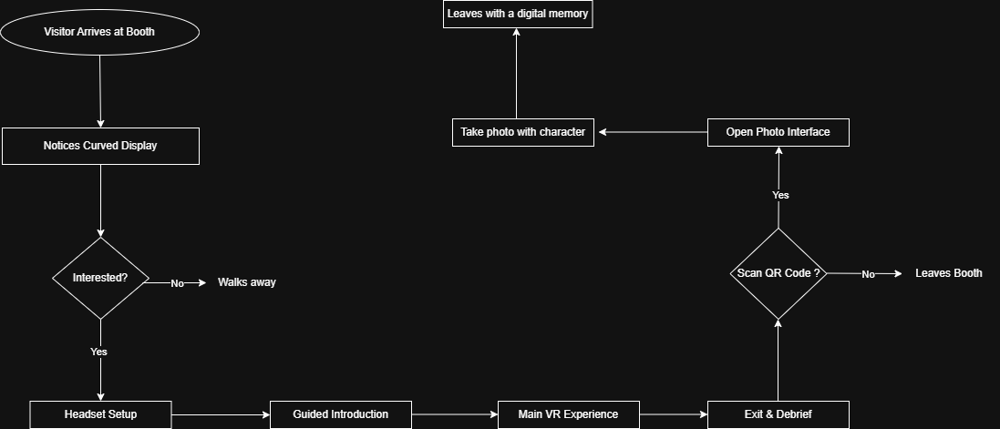 Visitor Arrives at Booth
Notices Curved Display
Interested?
No
Walks away
Yes
Headset Setup
Guided Introduction
Main VR Experience
Exit & Debrief
Scan QR Code ?
No
Leaves Booth
Yes
Open Photo Interface
Take photo with character
Leaves with a digital memory